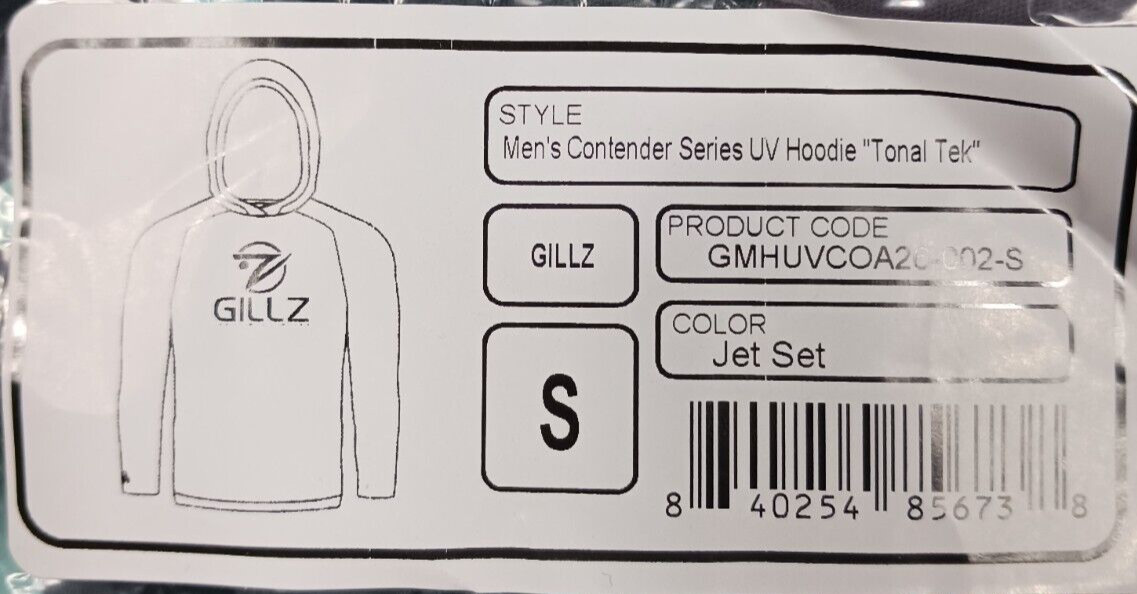 GILLZ
STYLE
Men's Contender Series UV Hoodie "Tonal Tek"
GILLZ
PRODUCT CODE
COLOR
Jet Set
S
8 40254 85673 8